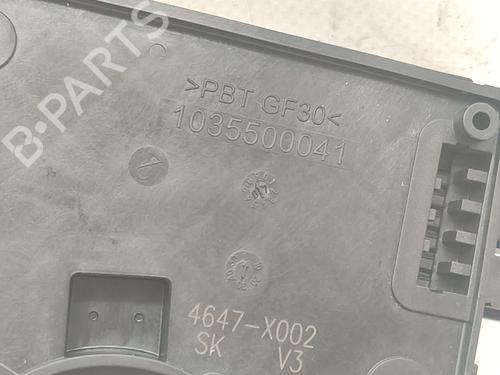 B-PARTS
>PBT GF30<
1035500041
4647-X002
SK V3